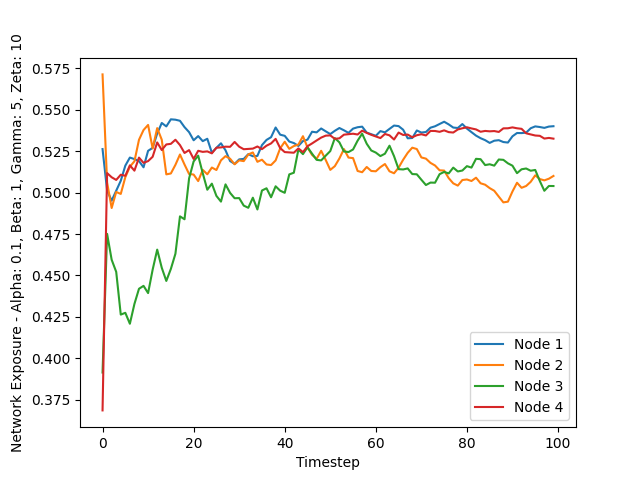 Network Exposure - Alpha: 0.1, Beta: 1, Gamma: 5, Zeta: 10
0.575
0.550
0.525
0.500
0.475
0.450
0.425
0.400
0.375
Node 1
Node 2
Node 3
Node 4
0 20 40 60 80 100
Timestep